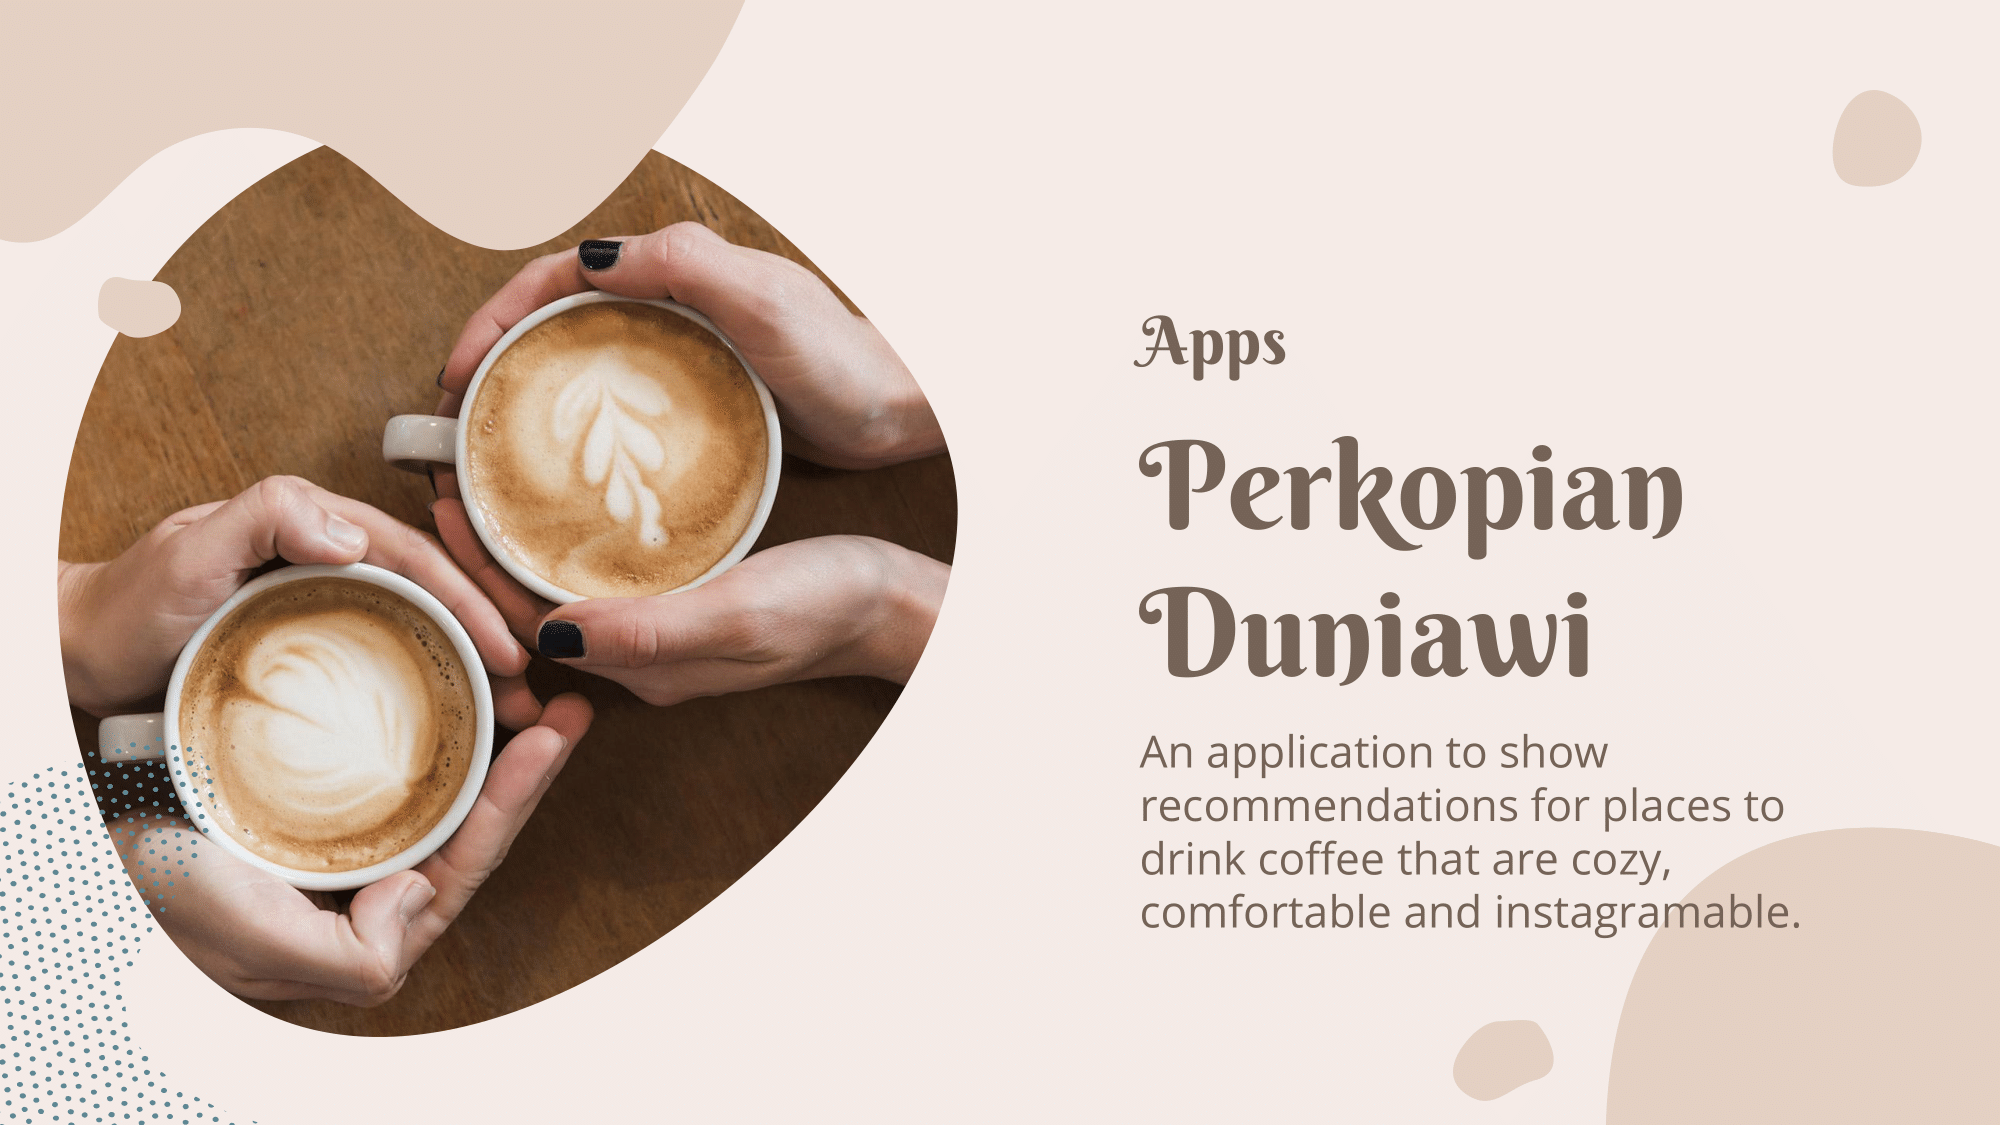 Apps
Perkopian
Duniawi
An application to show
recommendations for places to
drink coffee that are cozy,
comfortable and instagramable.